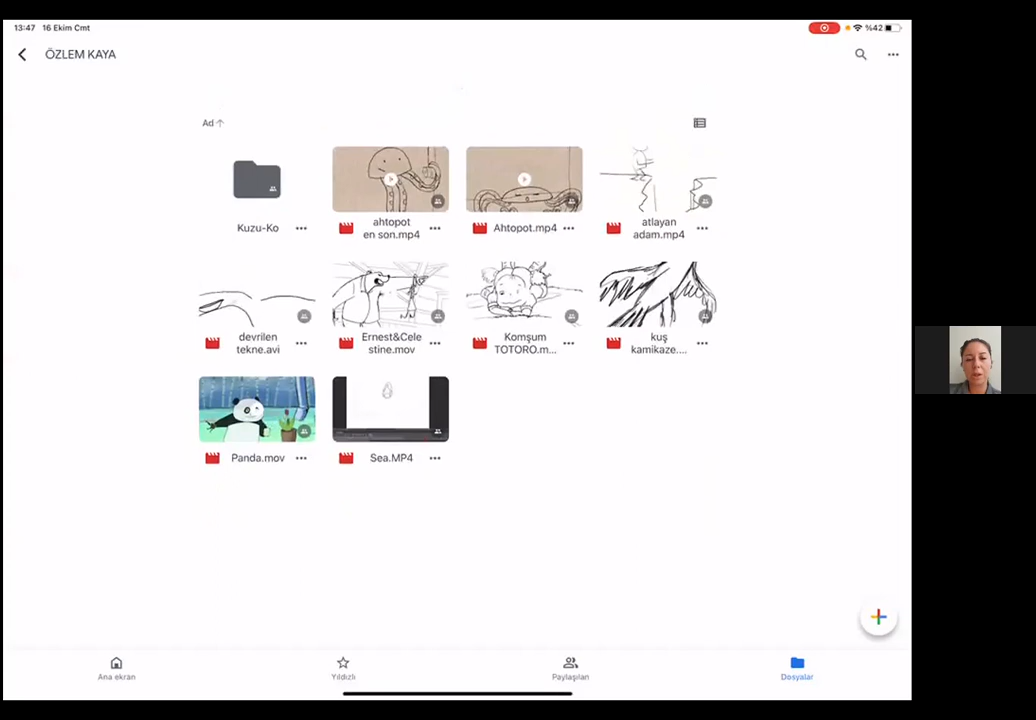 13:47 16 Ekim Cmt
%42
ÖZLEM KAYA
Ad ↑
Kuzu-Ko
ahtopot
en son.mp4
Ahtopot.mp4
atlayan
adam.mp4
devrilen
tekne.avi
Ernest&Cele
stine.mov
Komşum
TOTORO.m...
kuş
kamikaze....
Panda.mov
Sea.MP4
Ana ekran
Yıldızlı
Paylaşılan
Dosyalar